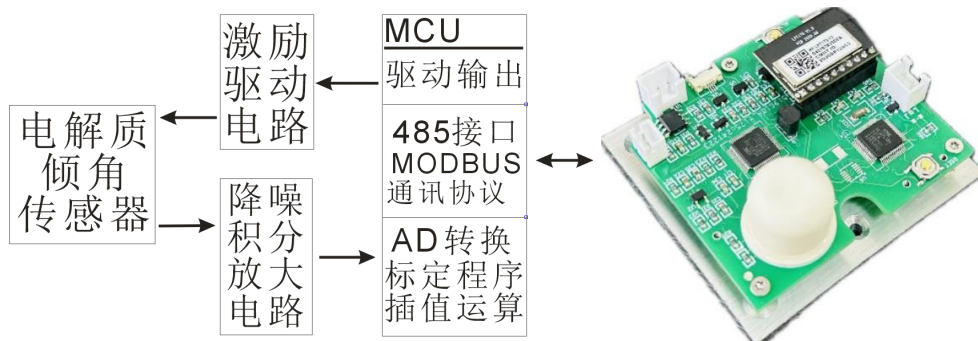 MCU
驱动输出
激励
驱动
电路
电解质
倾角
传感器
485接口
MODBUS
通讯协议
降噪
积分
放大
电路
AD转换
标定程序
插值运算